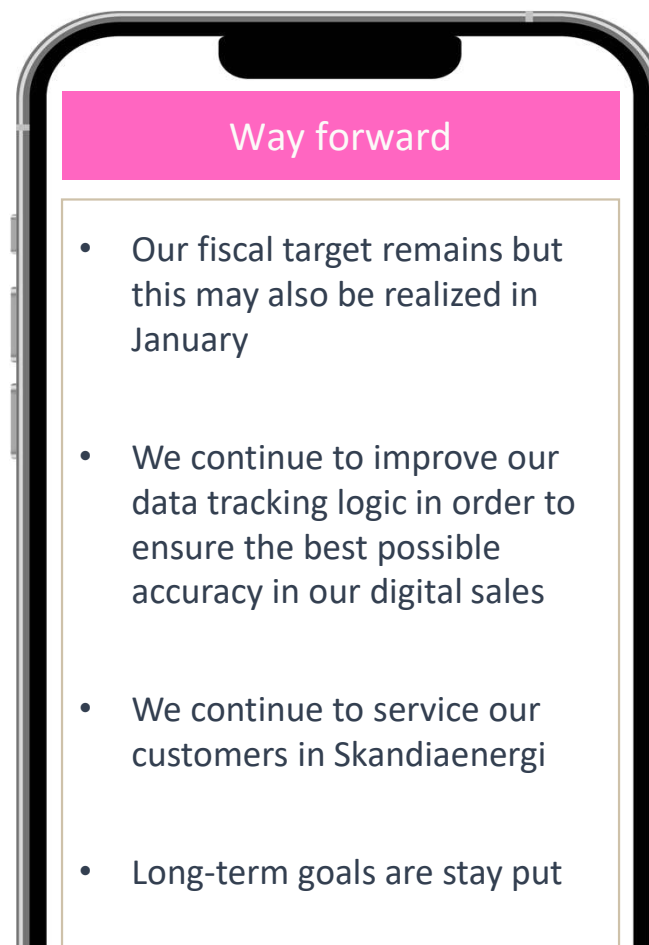 Way forward
• Our fiscal target remains but
this may also be realized in
January
• We continue to improve our
data tracking logic in order to
ensure the best possible
accuracy in our digital sales
• We continue to service our
customers in Skandiaenergi
• Long-term goals are stay put